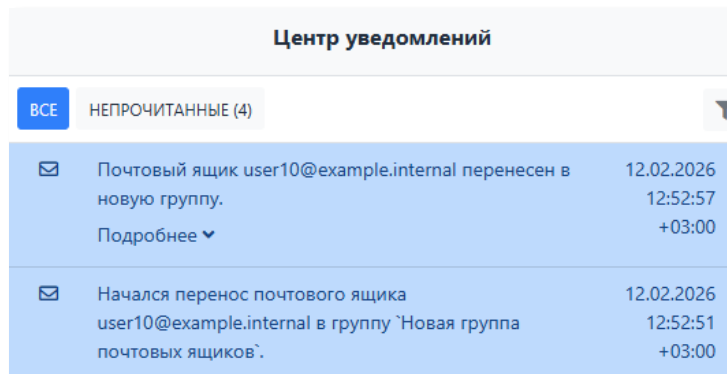 Центр уведомлений
ВСЕ НЕПРОЧИТАННЫЕ (4)
Почтовый ящик user10@example.internal перенесен в
новую группу.
Подробнее
12.02.2026
12:52:57
+03:00
Начался перенос почтового ящика
user10@example.internal в группу `Новая группа
почтовых ящиков`.
12.02.2026
12:52:51
+03:00